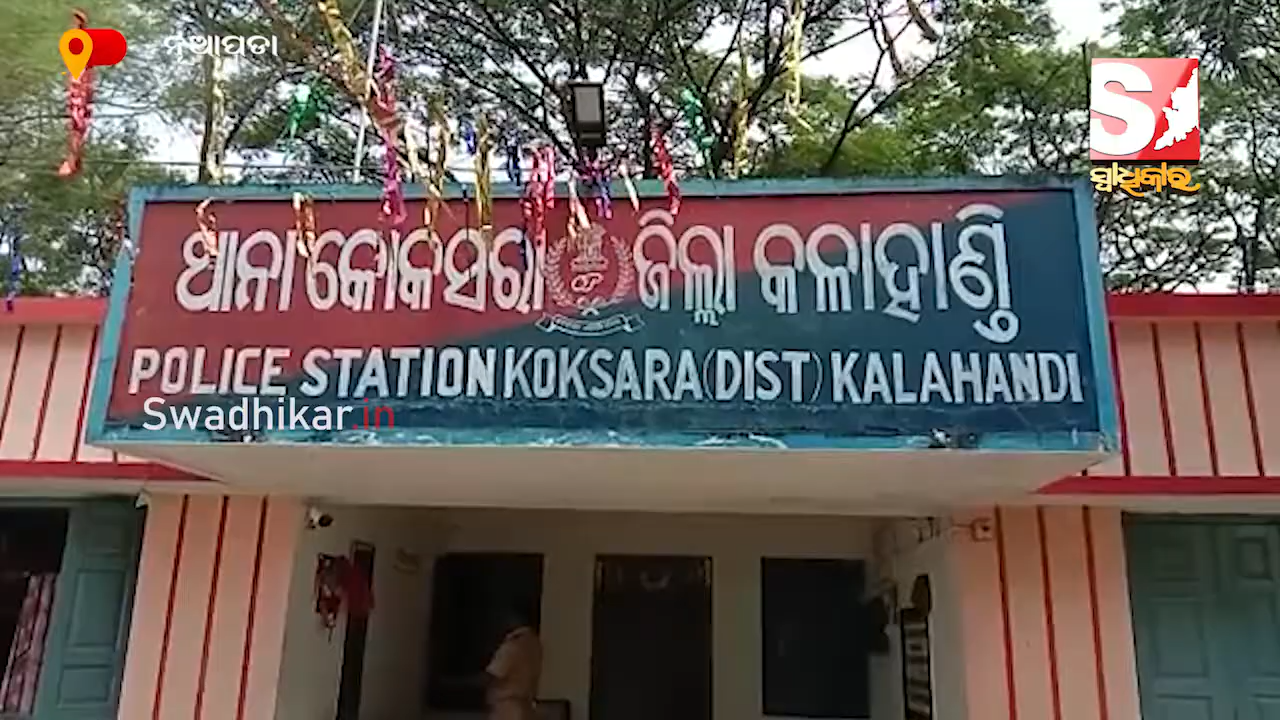 ନୂଆପଡା
S
ସ୍ୱାଧିକାର
ଥାନା କୋକସରା ଜିଲ୍ଲା କଳାହାଣ୍ଡି
POLICE STATION KOKSARA (DIST) KALAHANDI
Swadhikar.in